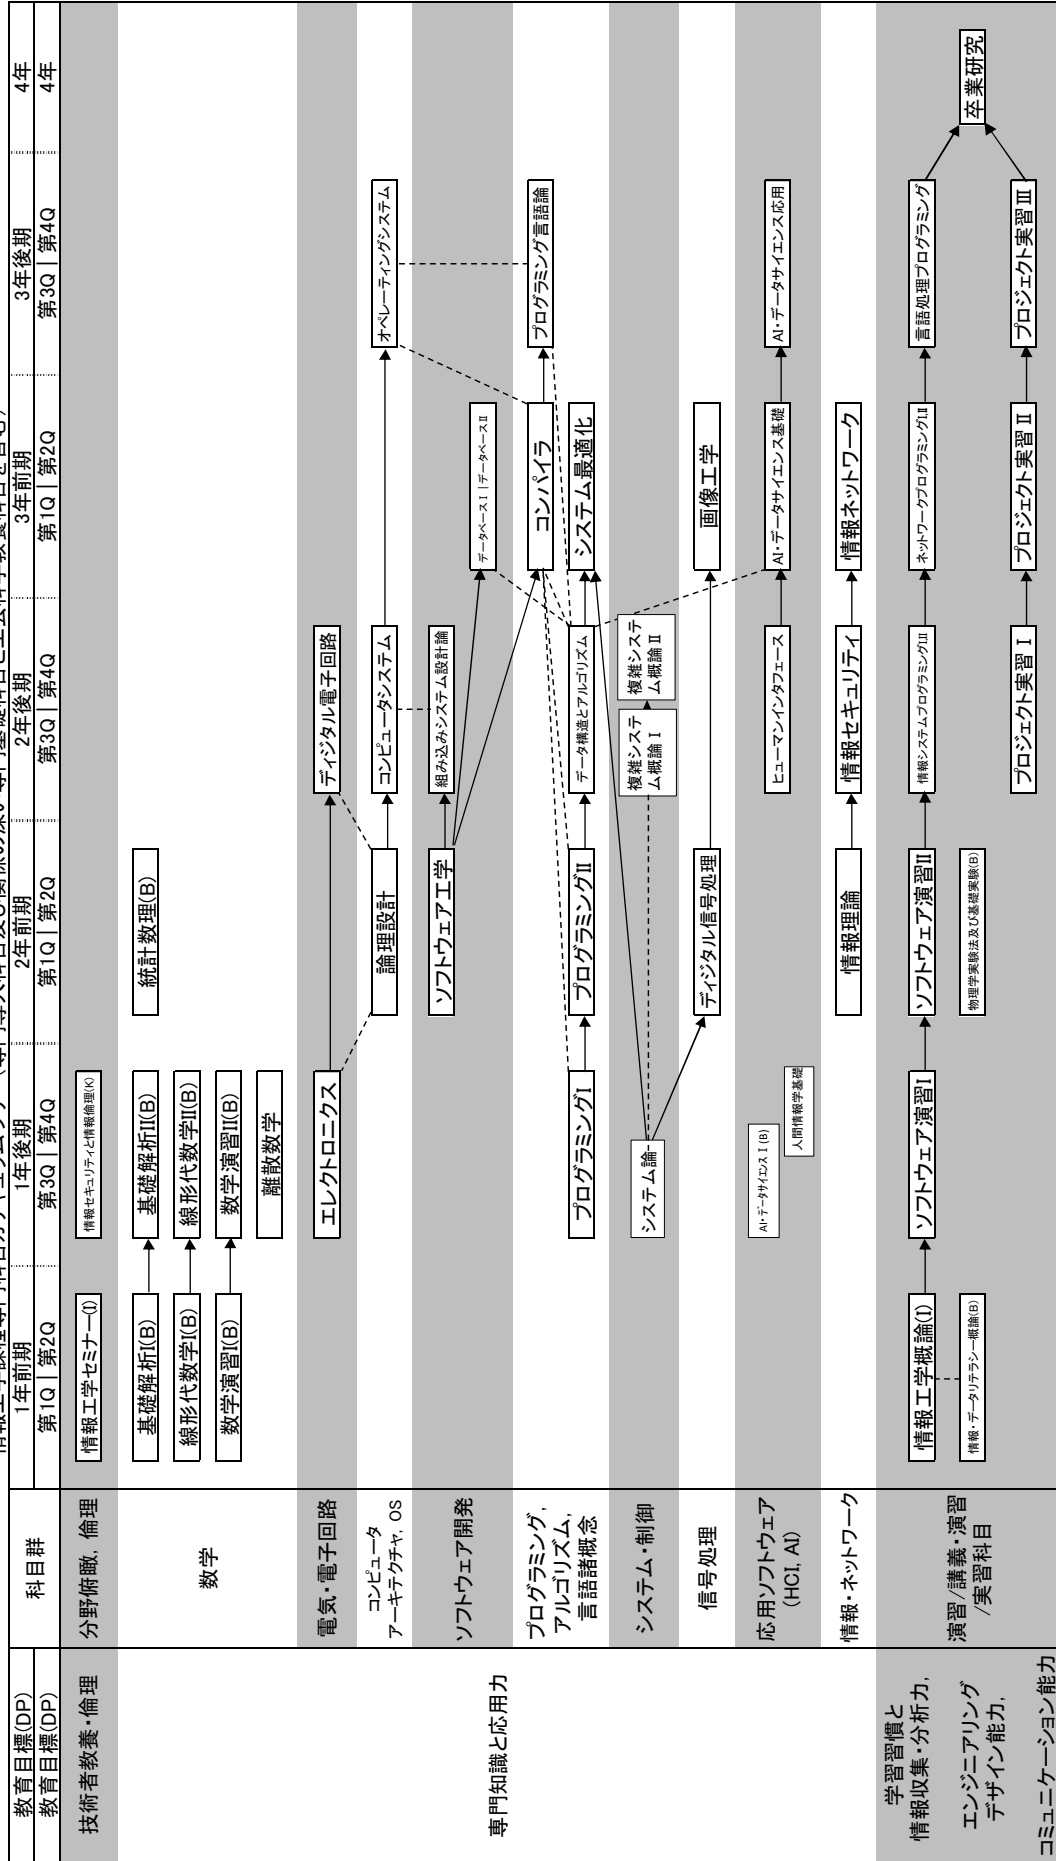 教育目標(DP)
科目群
1年前期
1年後期
2年前期
2年後期
3年前期
3年後期
4年
教育目標(DP)
第1Q | 第2Q
第3Q | 第4Q
第1Q | 第2Q
第3Q | 第4Q
第1Q | 第2Q
第3Q | 第4Q
4年
技術者教養・倫理
分野俯瞰, 倫理
情報工学セミナー(I)
情報セキュリティと情報倫理(K)
専門知識と応用力
数学
基礎解析I(B)
基礎解析II(B)
統計数理(B)
線形代数学I(B)
線形代数学II(B)
数学演習I(B)
数学演習II(B)
離散数学
電気・電子回路
エレクトロニクス
ディジタル電子回路
コンピュータ
アーキテクチャ, OS
論理設計
コンピュータシステム
オペレーティングシステム
ソフトウェア開発
ソフトウェア工学
組み込みシステム設計論
データベースⅠ | データベースⅡ
プログラミング,
アルゴリズム,
言語諸概念
コンパイラ
プログラミング言語論
プログラミングI
プログラミングII
データ構造とアルゴリズム
システム最適化
システム・制御
システム論
複雑システ
ム概論Ⅰ
複雑システ
ム概論Ⅱ
信号処理
ディジタル信号処理
画像工学
応用ソフトウェア
(HCI, AI)
AI・データサイエンスⅠ(B)
人間情報学基礎
ヒューマンインタフェース
AI・データサイエンス基礎
AI・データサイエンス応用
情報・ネットワーク
情報理論
情報セキュリティ
情報ネットワーク
学習習慣と
情報収集・分析力,
エンジニアリング
デザイン能力,
コミュニケーション能力
演習/講義・演習
/実習科目
情報工学概論(I)
ソフトウェア演習I
ソフトウェア演習II
情報システムプログラミングI,II
ネットワークプログラミングI,II
言語処理プログラミング
情報・データリテラシー概論(B)
物理学実験法及び基礎実験(B)
卒業研究
プロジェクト実習Ⅰ
プロジェクト実習Ⅱ
プロジェクト実習Ⅲ